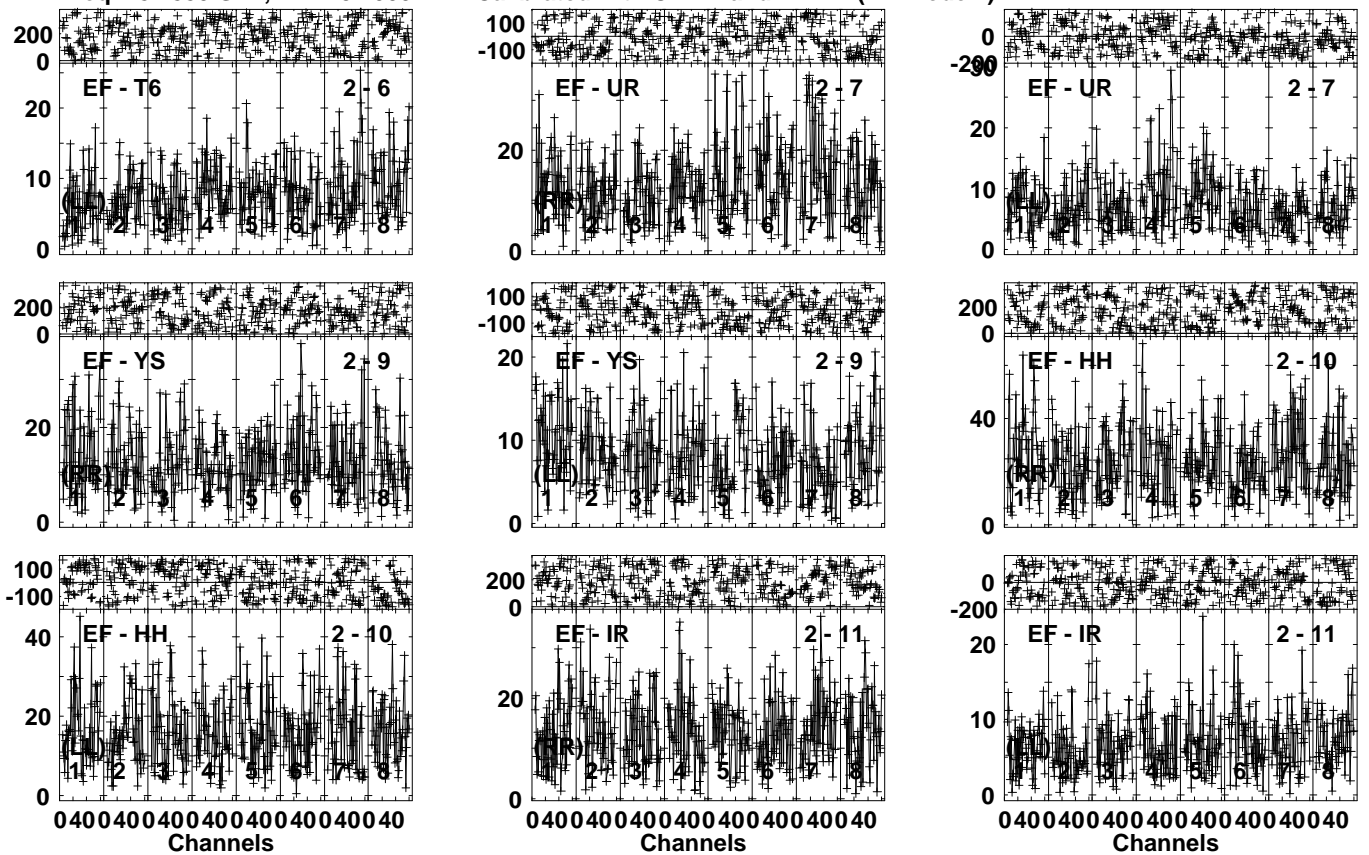 200 0 100 -100 0 -200
EF - T6 2 - 6 EF - UR 2 - 7 EF - UR 2 - 7
20 10 0 20 0 30 20 10 0
(LL) (RR) (LL)
1 2 3 4 5 6 7 8 1 2 3 4 5 6 7 8 1 2 3 4 5 6 7 8
200 0 100 -100 200 0
EF - YS 2 - 9 EF - YS 2 - 9 EF - HH 2 - 10
20 0 20 10 0 40 0
(RR) (LL) (RR)
1 2 3 4 5 6 7 8 1 2 3 4 5 6 7 8 1 2 3 4 5 6 7 8
100 -100 200 0 0 -200
EF - HH 2 - 10 EF - IR 2 - 11 EF - IR 2 - 11
40 20 0 20 0 20 10 0
(LL) (RR) (LL)
1 2 3 4 5 6 7 8 1 2 3 4 5 6 7 8 1 2 3 4 5 6 7 8
0 40 0 40 0 40 0 40 0 40 0 40 0 40 0 40 0 40 0 40 0 40 0 40 0 40 0 40 0 40 0 40 0 40 0 40 0 40 0 40 0 40 0 40 0 40 0 40
Channels Channels Channels